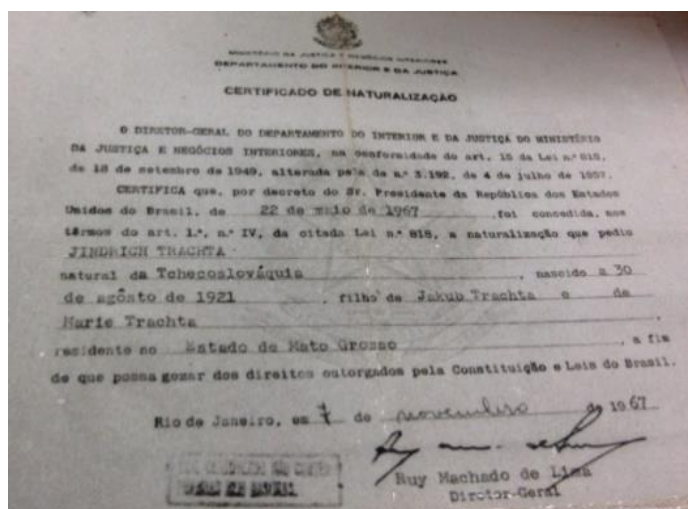 MINISTÉRIO DA JUSTIÇA E NEGÓCIOS INTERIORES
DEPARTAMENTO DO INTERIOR E DA JUSTIÇA
CERTIFICADO DE NATURALIZAÇÃO
O DIRETOR-GERAL DO DEPARTAMENTO DO INTERIOR E DA JUSTIÇA DO MINISTÉRIO
DA JUSTIÇA E NEGÓCIOS INTERIORES, na conformidade do art. 15 da Lei n.º 818,
de 18 de setembro de 1949, alterada pela de n.º 3.192, de 4 de julho de 1957,
CERTIFICA que, por decreto do Sr. Presidente da República dos Estados
Unidos do Brasil, de 22 de maio de 1967, foi concedida, nos
têrmos do art. 1.º, n.º IV, da citada Lei n.º 818, a naturalização que pediu
JINDRICH TRACHTA
natural da Tchecoslováquia, nascido a 30
de agôsto de 1921, filho de Jakub Trachta e de
Marie Trachta,
residente no Estado de Mato Grosso, a fim
de que possa gozar dos direitos outorgados pela Constituição e Leis do Brasil.
Rio de Janeiro, em 7 de novembro de 1967
Ruy Machado de Lima
Diretor-Geral